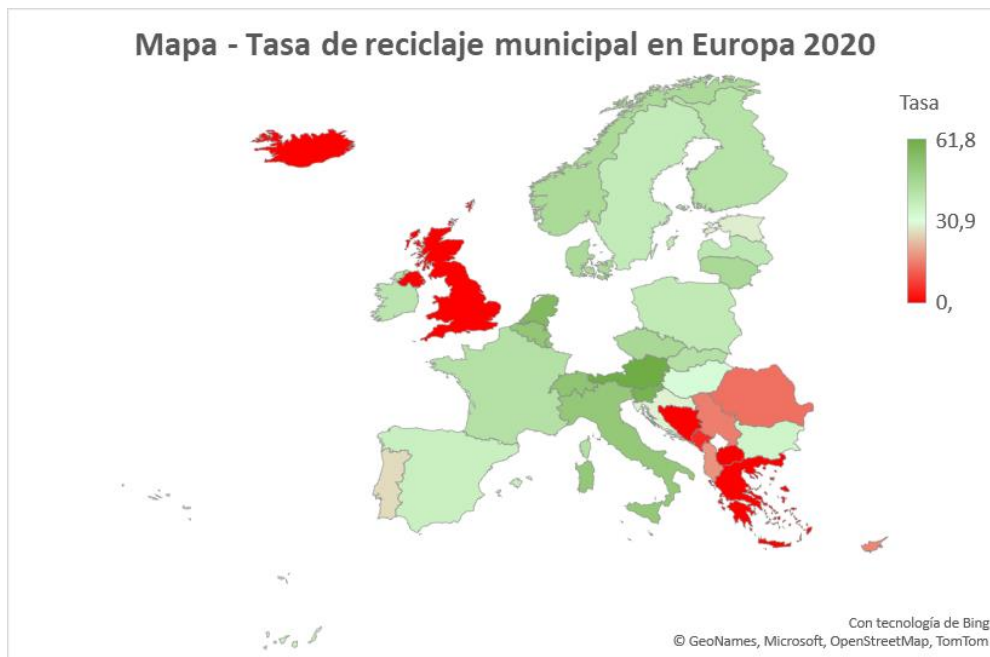 Mapa - Tasa de reciclaje municipal en Europa 2020
Tasa
61,8
30,9
0,
Con tecnología de Bing
© GeoNames, Microsoft, OpenStreetMap, TomTom